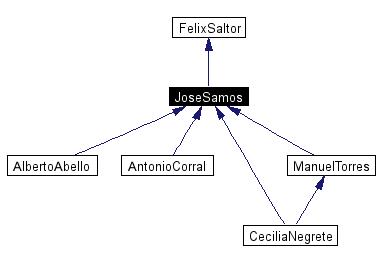 FelixSaltor
JoseSamos
AlbertoAbello
AntonioCorral
ManuelTorres
CeciliaNegrete